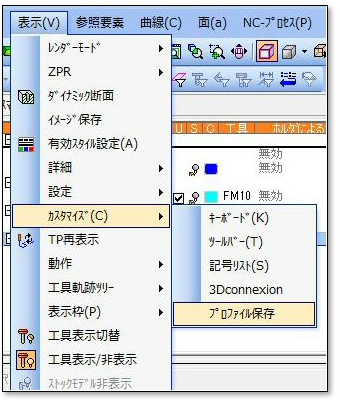 表示(V) 参照要素 曲線(C) 面(a) NC-ﾌﾟﾛｾｽ(P)
ﾚﾝﾀﾞｰﾓｰﾄﾞ
ZPR
ﾀﾞｲﾅﾐｯｸ断面
ｲﾒｰｼﾞ保存
有効ｽﾀｲﾙ設定(A)
詳細
設定
ｶｽﾀﾏｲｽﾞ(C)
TP再表示
動作
工具軌跡ﾂﾘｰ
表示枠(P)
工具表示切替
工具表示/非表示
ｽﾄｯｸﾓﾃﾞﾙ非表示
U S C 工具 ﾎﾙﾀﾞによる
無効
無効
FM10 無効
ｷｰﾎﾞｰﾄﾞ(K)
ﾂｰﾙﾊﾞｰ(T)
記号ﾘｽﾄ(S)
3Dconnexion
ﾌﾟﾛﾌｧｲﾙ保存